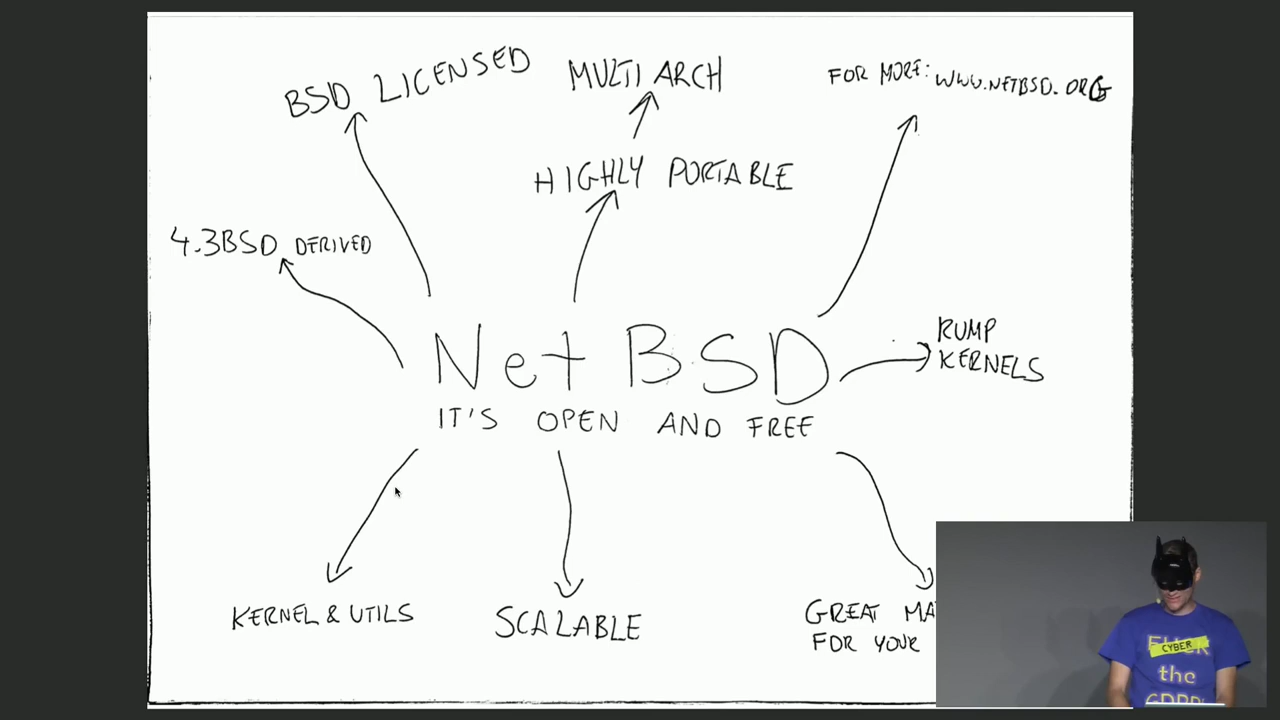 BSD LICENSED
MULTI ARCH
FOR MORE: WWW.NETBSD.ORG
HIGHLY PORTABLE
4.3BSD DERIVED
NetBSD
IT'S OPEN AND FREE
RUMP
KERNELS
KERNEL & UTILS
SCALABLE
GREAT
FOR YOUR
CYBER
the